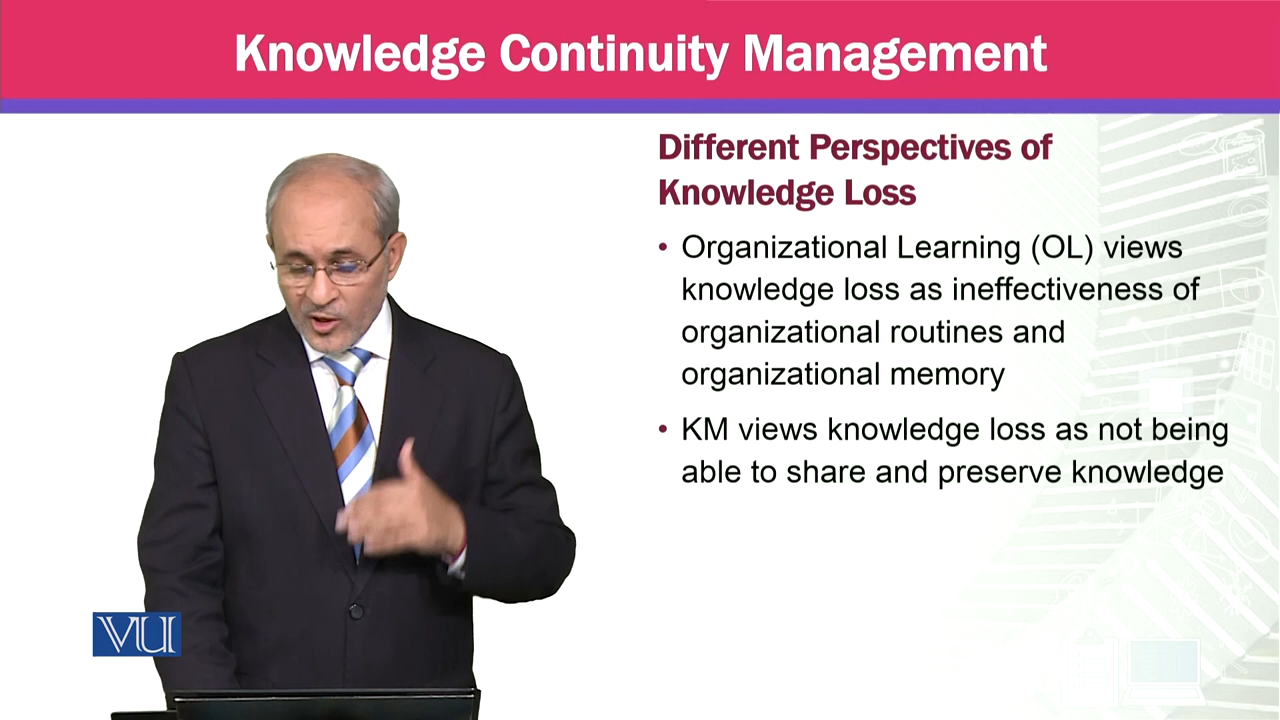 Knowledge Continuity Management
Different Perspectives of
Knowledge Loss
• Organizational Learning (OL) views
knowledge loss as ineffectiveness of
organizational routines and
organizational memory
• KM views knowledge loss as not being
able to share and preserve knowledge
VU